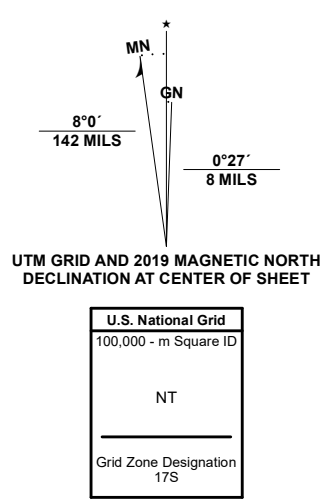 MN
GN
8°0´
142 MILS
0°27´
8 MILS
UTM GRID AND 2019 MAGNETIC NORTH
DECLINATION AT CENTER OF SHEET
U.S. National Grid
100,000 - m Square ID
NT
Grid Zone Designation
17S